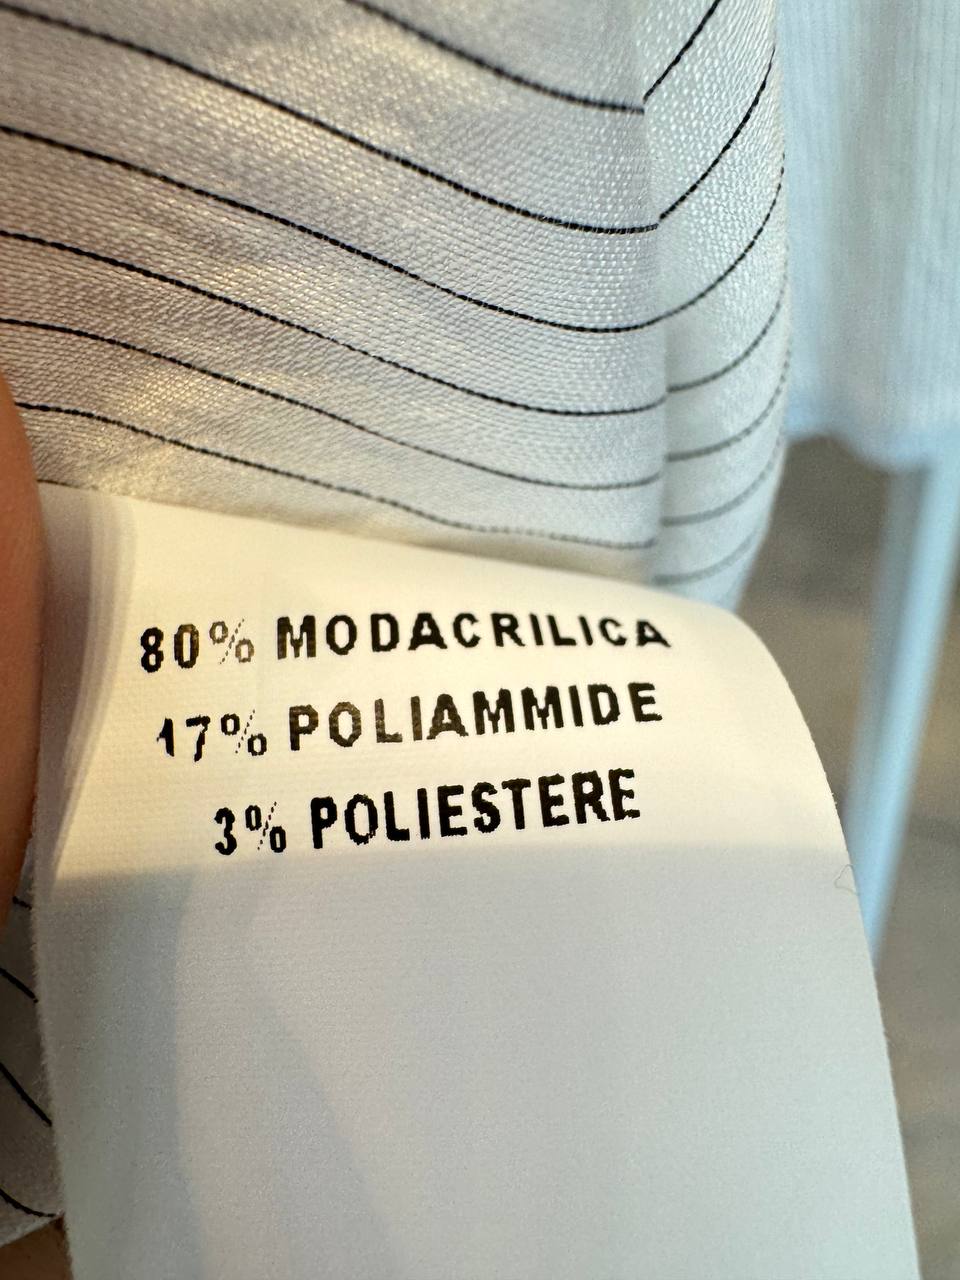 80% MODACRILICA
17% POLIAMMIDE
3% POLIESTERE